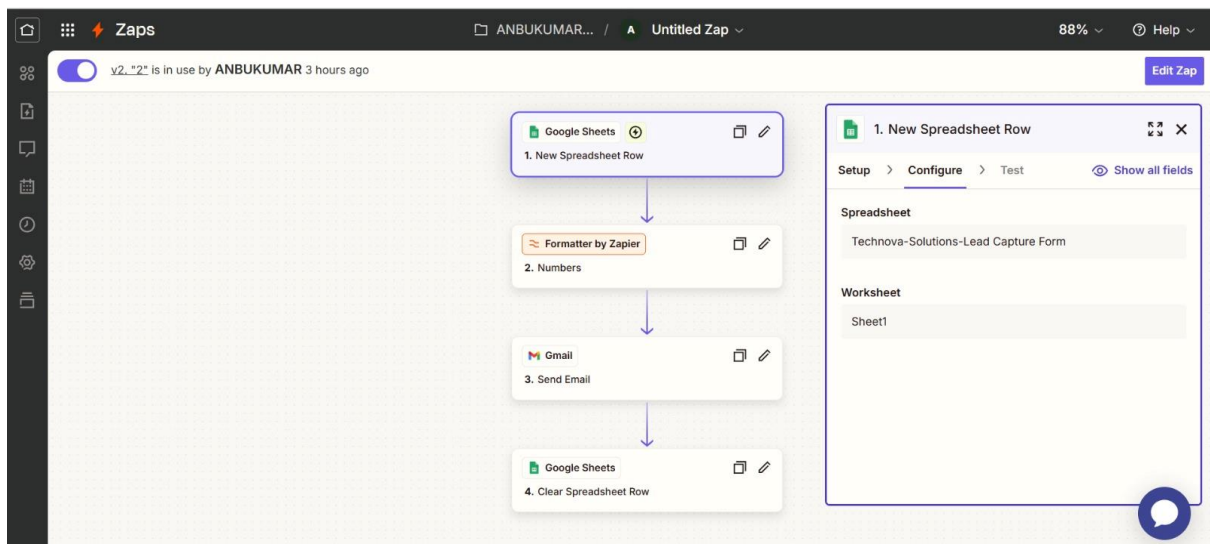 Zaps
ANBUKUMAR... / A Untitled Zap
88%
Help
v2. "2" is in use by ANBUKUMAR 3 hours ago
Edit Zap
Google Sheets
1. New Spreadsheet Row
Formatter by Zapier
2. Numbers
Gmail
3. Send Email
Google Sheets
4. Clear Spreadsheet Row
1. New Spreadsheet Row
Setup > Configure > Test
Show all fields
Spreadsheet
Technova-Solutions-Lead Capture Form
Worksheet
Sheet1